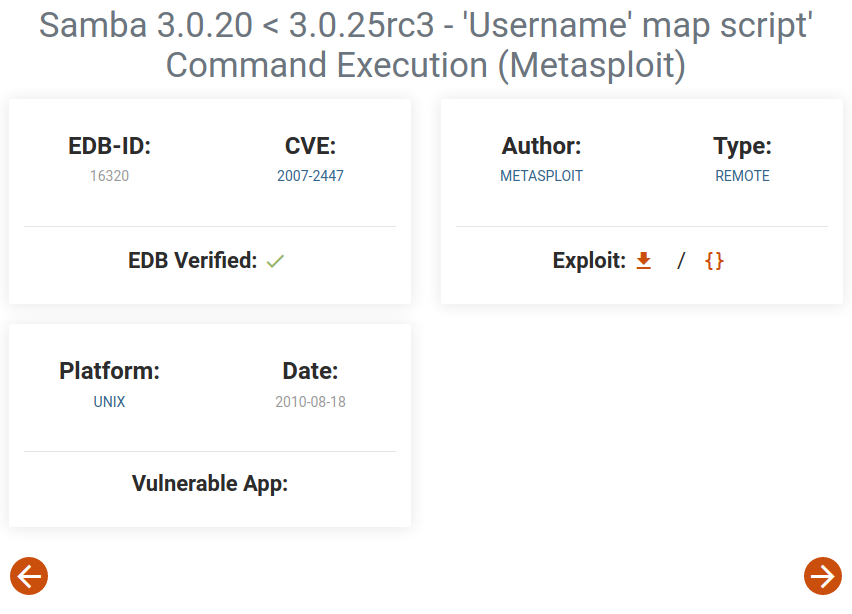 Samba 3.0.20 < 3.0.25rc3 - 'Username' map script'
Command Execution (Metasploit)
EDB-ID:
16320
CVE:
2007-2447
EDB Verified:
Author:
METASPLOIT
Type:
REMOTE
Exploit: / {}
Platform:
UNIX
Date:
2010-08-18
Vulnerable App: